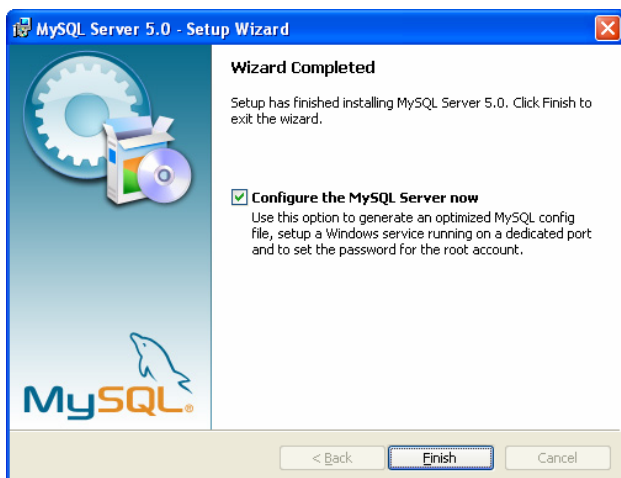 MySQL Server 5.0 - Setup Wizard
Wizard Completed
Setup has finished installing MySQL Server 5.0. Click Finish to
exit the wizard.
Configure the MySQL Server now
Use this option to generate an optimized MySQL config
file, setup a Windows service running on a dedicated port
and to set the password for the root account.
MySQL®
< Back
Finish
Cancel